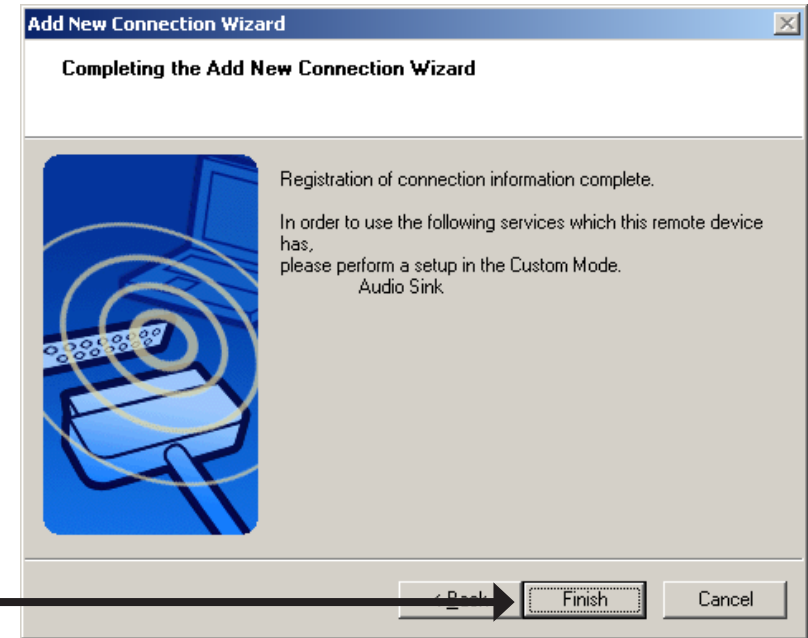 Add New Connection Wizard
Completing the Add New Connection Wizard
Registration of connection information complete.
In order to use the following services which this remote device
has,
please perform a setup in the Custom Mode.
Audio Sink
Finish
Cancel